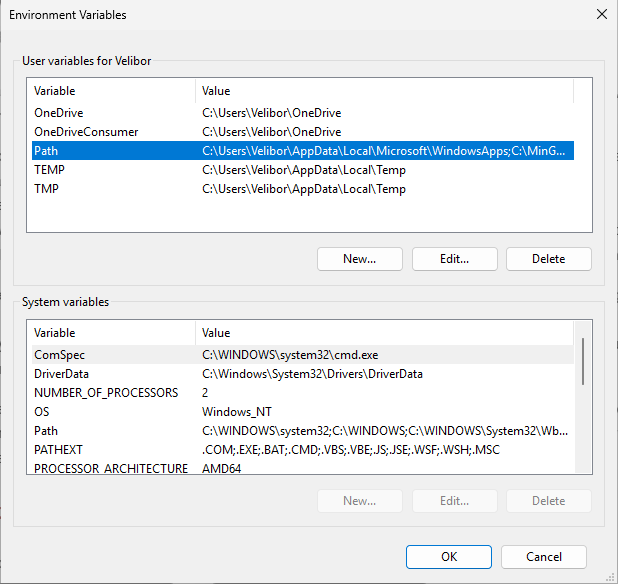 Environment Variables
User variables for Velibor
Variable Value
OneDrive C:\Users\Velibor\OneDrive
OneDriveConsumer C:\Users\Velibor\OneDrive
Path C:\Users\Velibor\AppData\Local\Microsoft\WindowsApps;C:\MinG...
TEMP C:\Users\Velibor\AppData\Local\Temp
TMP C:\Users\Velibor\AppData\Local\Temp
New... Edit... Delete
System variables
Variable Value
ComSpec C:\WINDOWS\system32\cmd.exe
DriverData C:\Windows\System32\Drivers\DriverData
NUMBER_OF_PROCESSORS 2
OS Windows_NT
Path C:\WINDOWS\system32;C:\WINDOWS;C:\WINDOWS\System32\Wb...
PATHEXT .COM;.EXE;.BAT;.CMD;.VBS;.VBE;.JS;.JSE;.WSF;.WSH;.MSC
PROCESSOR_ARCHITECTURE AMD64
New... Edit... Delete
OK Cancel